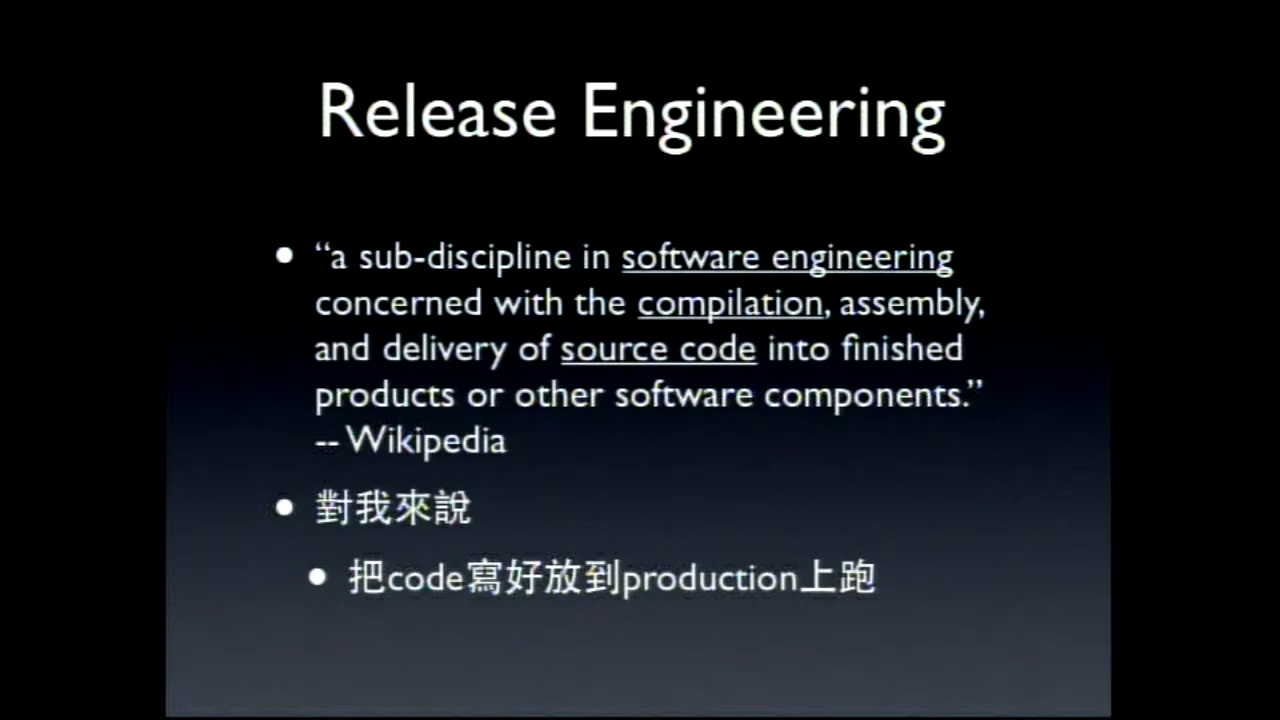 Release Engineering
“a sub-discipline in software engineering
concerned with the compilation, assembly,
and delivery of source code into finished
products or other software components.”
-- Wikipedia
對我來說
把code寫好放到production上跑